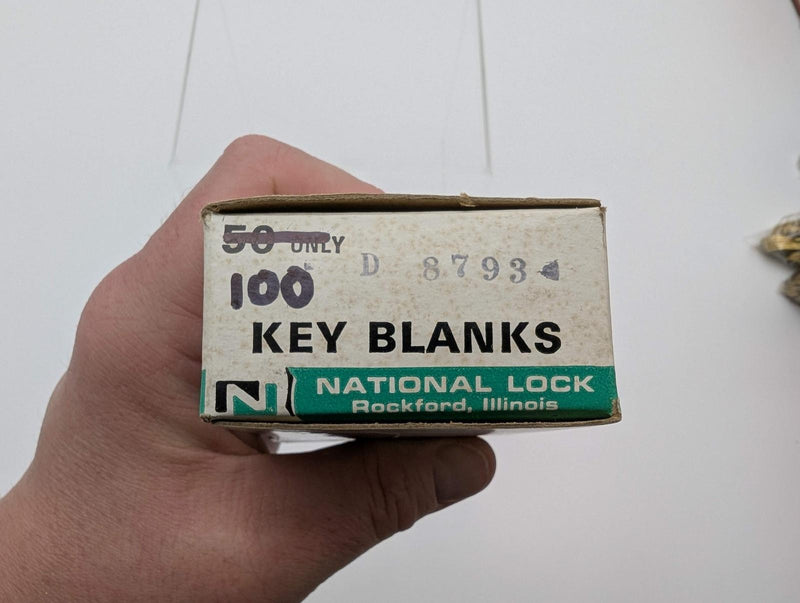 50 ONLY
100
D 8793
KEY BLANKS
N NATIONAL LOCK
Rockford, Illinois